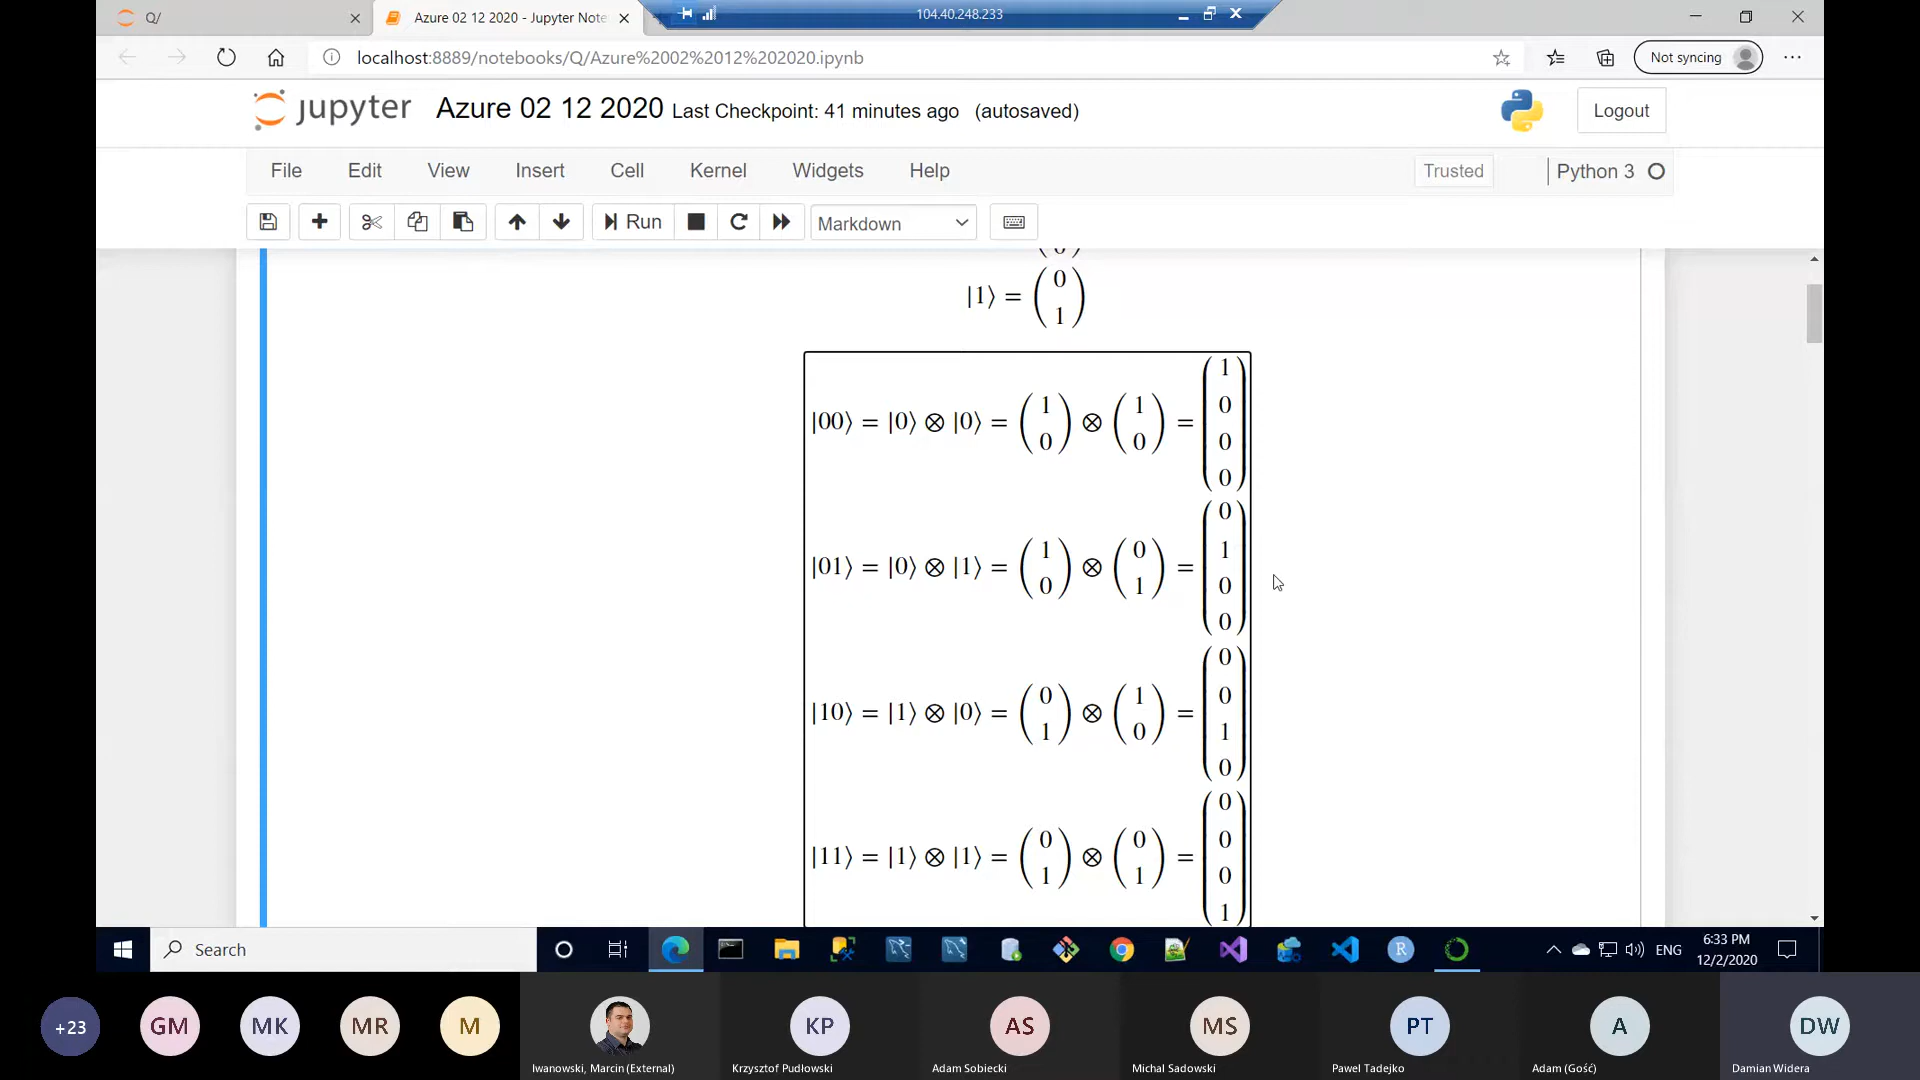 Q/
Azure 02 12 2020 - Jupyter Note
104.40.248.233
localhost:8889/notebooks/Q/Azure%2002%2012%202020.ipynb
Not syncing
jupyter Azure 02 12 2020 Last Checkpoint: 41 minutes ago (autosaved)
Logout
File Edit View Insert Cell Kernel Widgets Help
Trusted
Python 3
Run
Markdown
|1⟩ = ( 0 1 )
|00⟩ = |0⟩ ⊗ |0⟩ = ( 1 0 ) ⊗ ( 1 0 ) = ( 1 0 0 0 )
|01⟩ = |0⟩ ⊗ |1⟩ = ( 1 0 ) ⊗ ( 0 1 ) = ( 0 1 0 0 )
|10⟩ = |1⟩ ⊗ |0⟩ = ( 0 1 ) ⊗ ( 1 0 ) = ( 0 0 1 0 )
|11⟩ = |1⟩ ⊗ |1⟩ = ( 0 1 ) ⊗ ( 0 1 ) = ( 0 0 0 1 )
Search
R
ENG
6:33 PM
12/2/2020
+23
GM
MK
MR
M
KP
AS
MS
PT
A
DW
Iwanowski, Marcin (External)
Krzysztof Pudłowski
Adam Sobiecki
Michal Sadowski
Pawel Tadejko
Adam (Gość)
Damian Widera